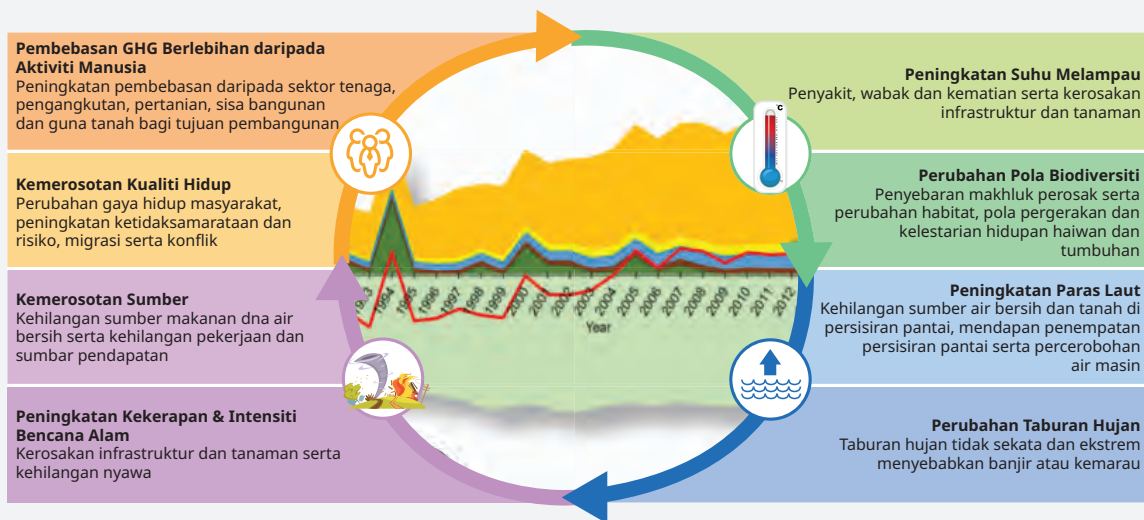 Pembebasan GHG Berlebihan daripada
Aktiviti Manusia
Peningkatan pembebasan daripada sektor tenaga,
pengangkutan, pertanian, sisa bangunan
dan guna tanah bagi tujuan pembangunan
Kemerosotan Kualiti Hidup
Perubahan gaya hidup masyarakat,
peningkatan ketidaksamarataan dan
risiko, migrasi serta konflik
Kemerosotan Sumber
Kehilangan sumber makanan dna air
bersih serta kehilangan pekerjaan dan
sumbar pendapatan
Peningkatan Kekerapan & Intensiti
Bencana Alam
Kerosakan infrastruktur dan tanaman serta
kehilangan nyawa
1994 1995 1996 1997 1998 1999 2000 2001 2002 2003 2004 2005 2006 2007 2008 2009 2010 2011 2012
Year
°C
Peningkatan Suhu Melampau
Penyakit, wabak dan kematian serta kerosakan
infrastruktur dan tanaman
Perubahan Pola Biodiversiti
Penyebaran makhluk perosak serta
perubahan habitat, pola pergerakan dan
kelestarian hidupan haiwan dan
tumbuhan
Peningkatan Paras Laut
Kehilangan sumber air bersih dan tanah di
persisiran pantai, mendapan penempatan
persisiran pantai serta percerobohan
air masin
Perubahan Taburan Hujan
Taburan hujan tidak sekata dan ekstrem
menyebabkan banjir atau kemarau